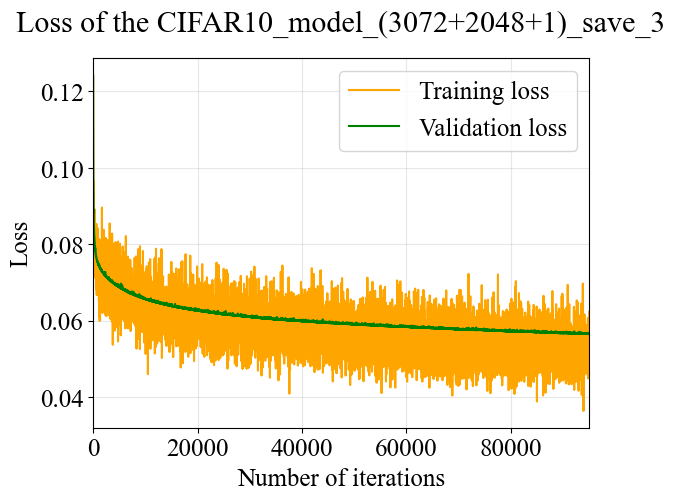 Loss of the CIFAR10_model_(3072+2048+1)_save_3
Training loss
Validation loss
0.12
0.10
0.08
0.06
0.04
Loss
0 20000 40000 60000 80000
Number of iterations